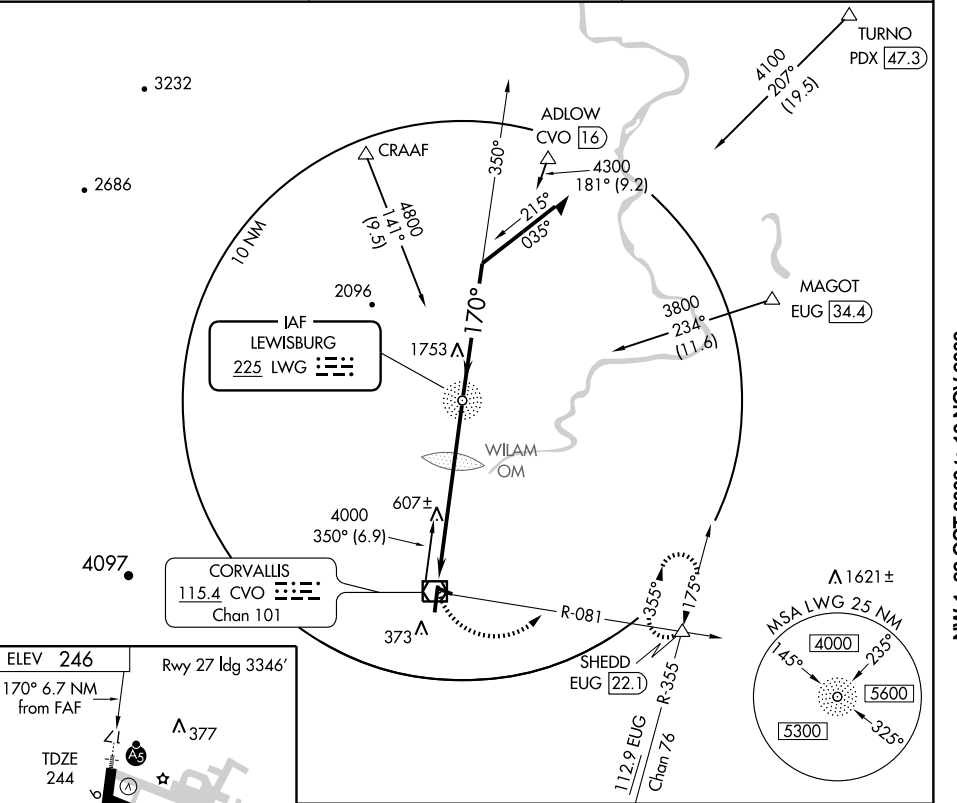 TURNO
PDX 47.3
4100
207°
(19.5)
3232
ADLOW
CVO 16
350°
CRAAF
4300
181° (9.2)
2686
4800
141°
(9.5)
215°
035°
10 NM
2096
170°
MAGOT
EUG 34.4
3800
234°
(11.6)
IAF
LEWISBURG
225 LWG
1753
WILAM
OM
607±
4000
350° (6.9)
4097
CORVALLIS
115.4 CVO
Chan 101
R-081
355°
175°
1621±
373
MSA LWG 25 NM
4000
145°
235°
5600
5300
325°
SHEDD
EUG 22.1
R-355
112.9 EUG
Chan 76
ELEV 246
Rwy 27 ldg 3346'
170° 6.7 NM
from FAF
377
17
A5
TDZE
244
9